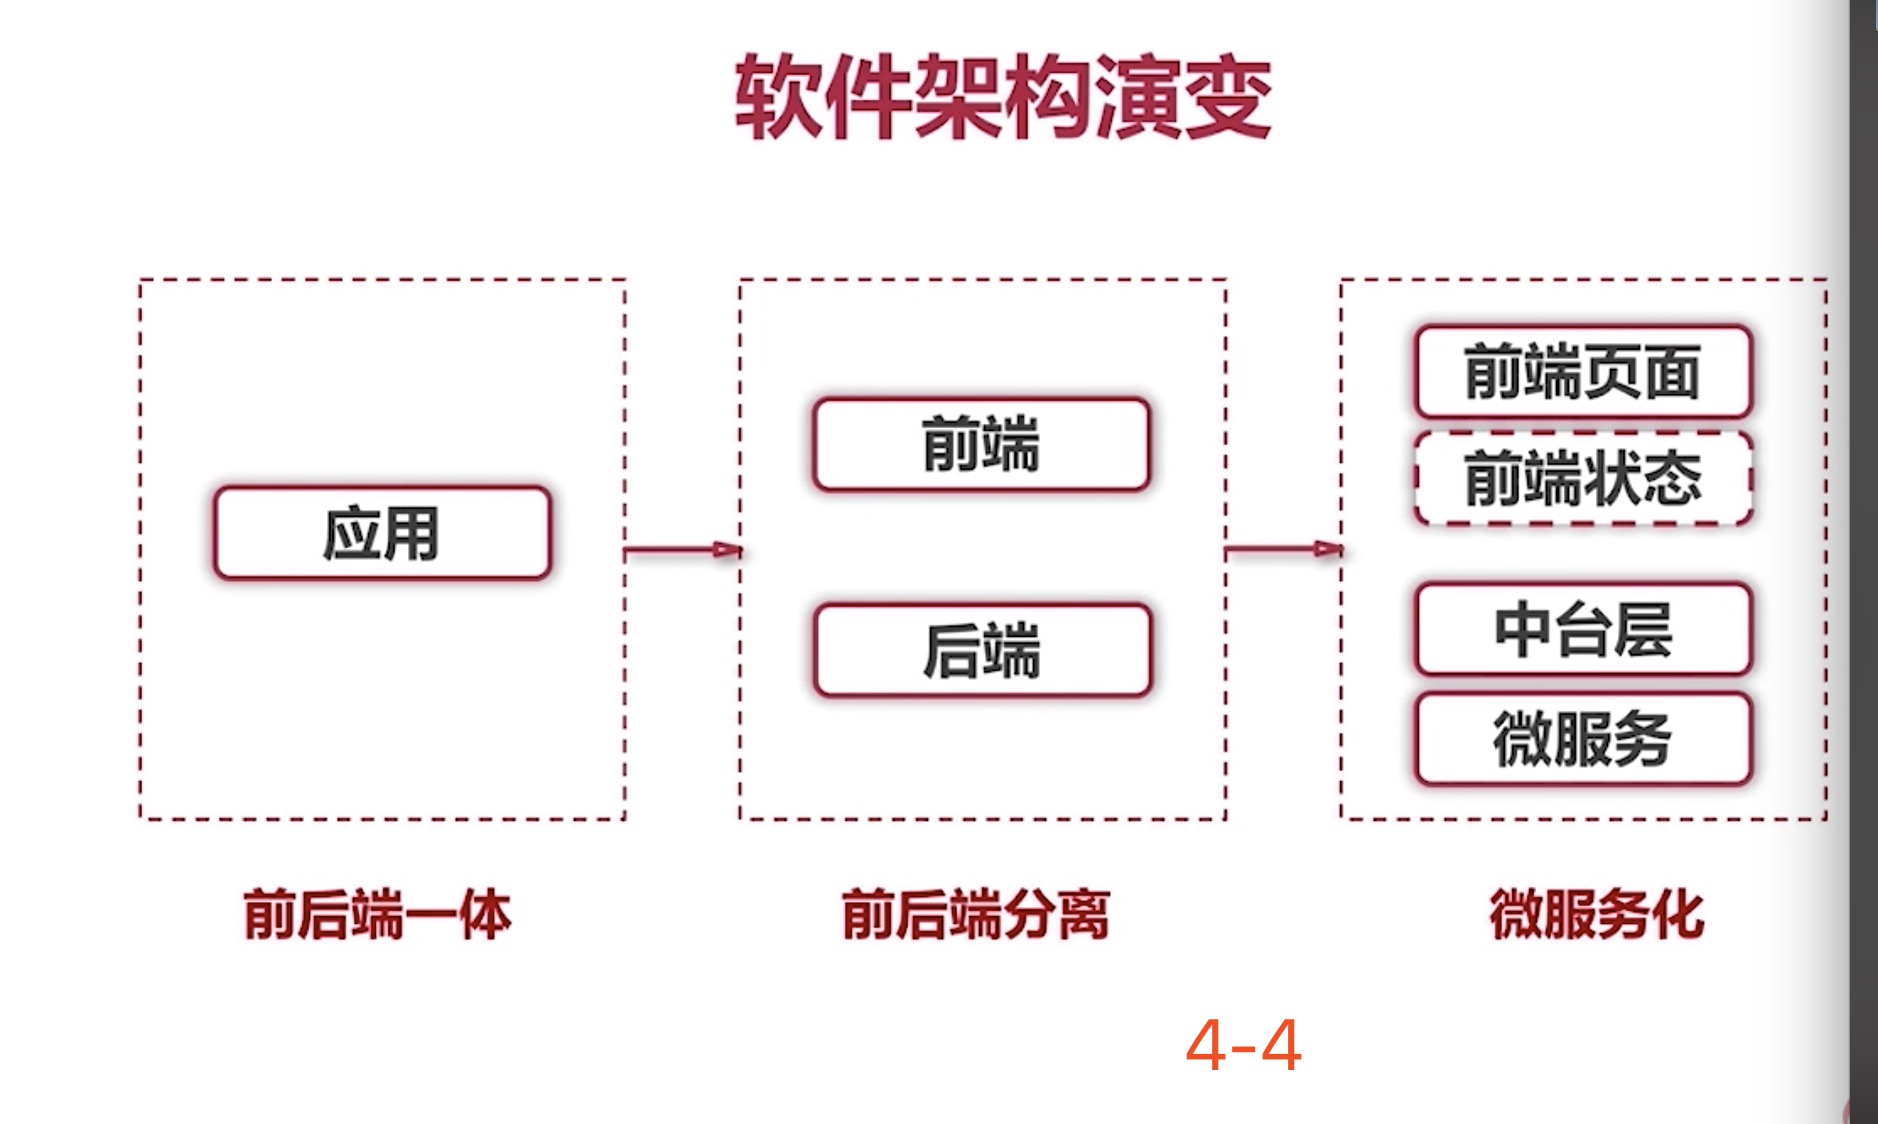 软件架构演变
应用
前端
后端
前端页面
前端状态
中台层
微服务
前后端一体
前后端分离
微服务化
4-4